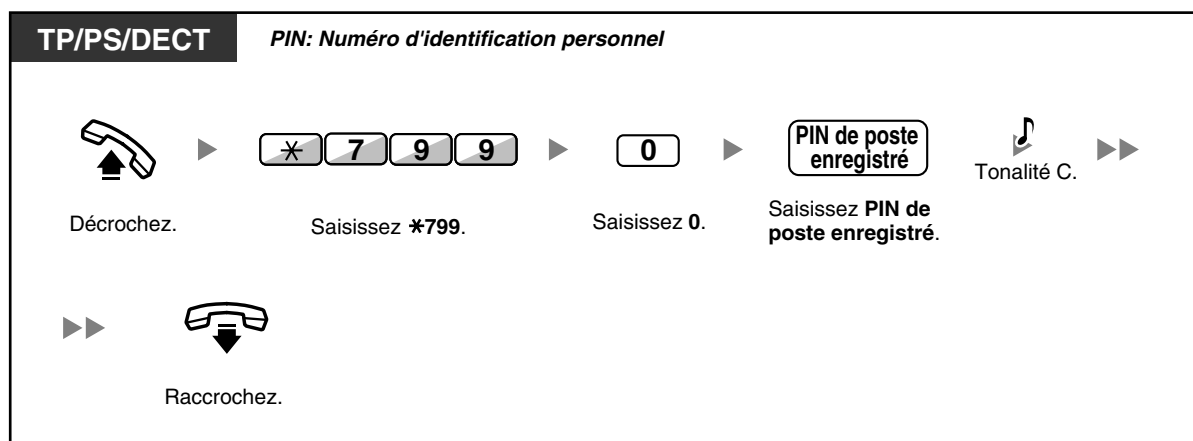 TP/PS/DECT
PIN: Numéro d'identification personnel
* 7 9 9
0
PIN de poste
enregistré
Tonalité C.
Décrochez.
Saisissez *799.
Saisissez 0.
Saisissez PIN de
poste enregistré.
Raccrochez.